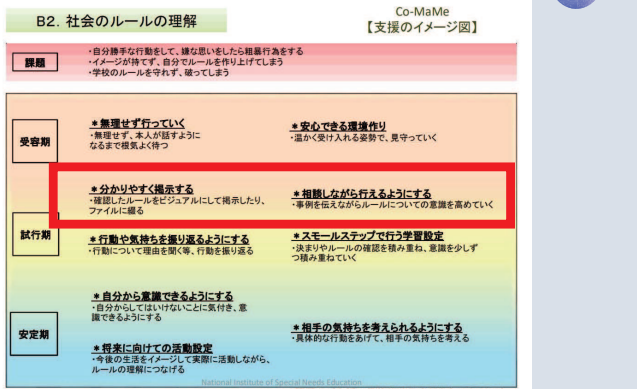 B2. 社会のルールの理解
Co-MaMe
【支援のイメージ図】
課題
・自分勝手な行動をして、嫌な思いをしたら粗暴行為をする
・イメージが持てず、自分でルールを作り上げてしまう
・学校のルールを守れず、破ってしまう
受容期
＊無理せず行っていく
・無理せず、本人が話すように
なるまで根気よく待つ
＊安心できる環境作り
・温かく受け入れる姿勢で、見守っていく
＊分かりやすく掲示する
・確認したルールをビジュアルにして掲示したり、
ファイルに綴る
＊相談しながら行えるようにする
・事例を伝えながらルールについての意識を高めていく
試行期
＊行動や気持ちを振り返るようにする
・行動について理由を聞く等、行動を振り返る
＊スモールステップで行う学習設定
・決まりやルールの確認を積み重ね、意識を少しず
つ積み重ねていく
安定期
＊自分から意識できるようにする
・自分からしてはいけないことに気付き、意
識できるようにする
＊相手の気持ちを考えられるようにする
・具体的な行動をあげて、相手の気持ちを考える
＊将来に向けての活動設定
・今後の生活をイメージして実際に活動しながら、
ルールの理解につなげる
National Institute of Special Needs Education